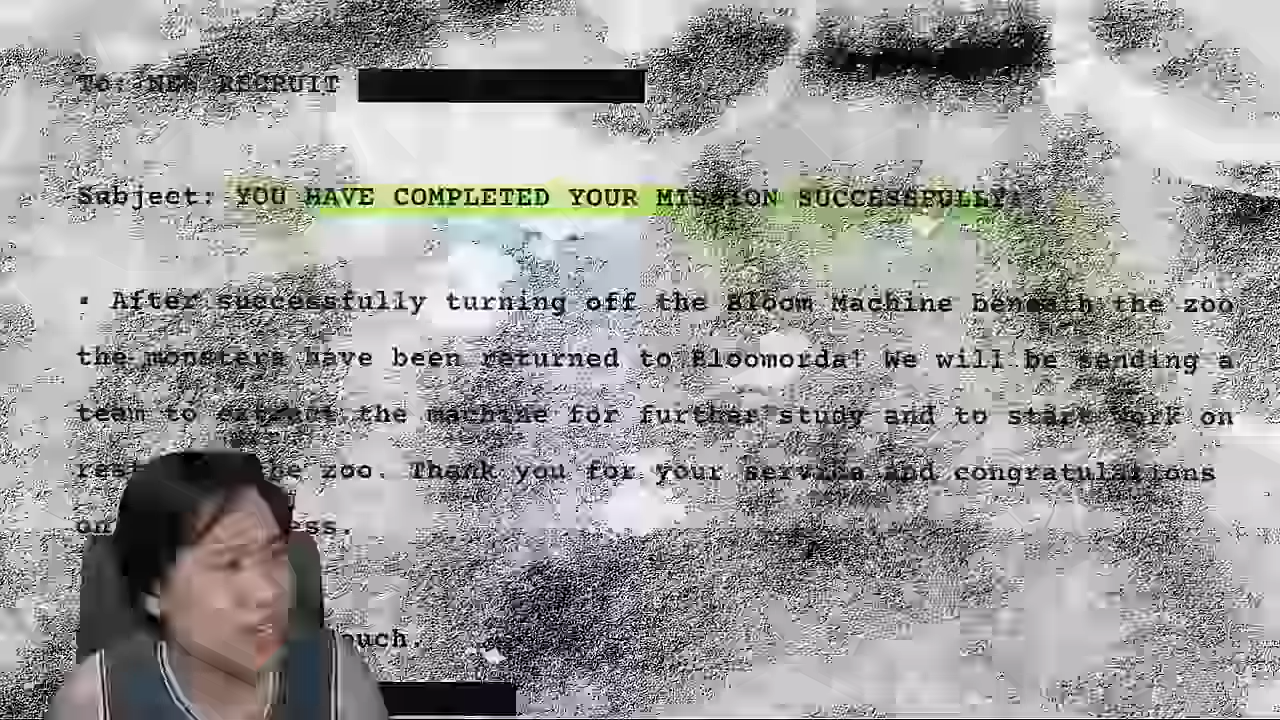 To: NEW RECRUIT
Subject: YOU HAVE COMPLETED YOUR MISSION SUCCESSFULLY!
• After successfully turning off the Bloom Machine beneath the zoo
the monsters have been returned to Bloomorda! We will be sending a
team to extract the machine for further study and to start work on
the zoo. Thank you for your service and congratulations
on